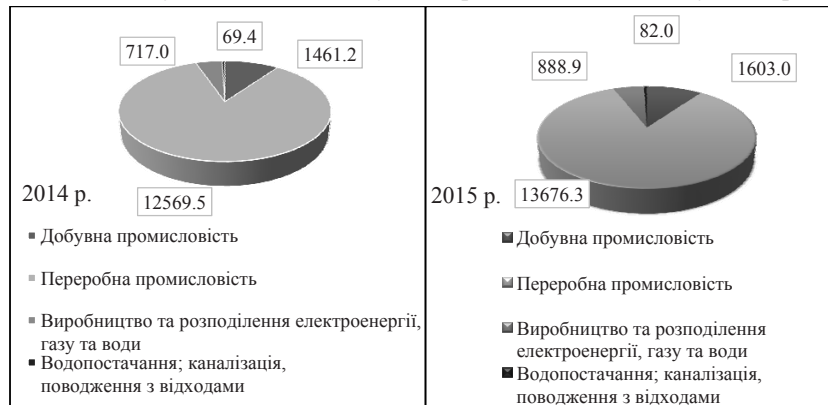 69.4
717.0
1461.2
12569.5
2014 р.
▪ Добувна промисловість
▪ Переробна промисловість
▪ Виробництво та розподілення електроенергії,
газу та води
▪ Водопостачання; каналізація,
поводження з відходами
82.0
888.9
1603.0
13676.3
2015 р.
Добувна промисловість
Переробна промисловість
Виробництво та розподілення
електроенергії, газу та води
Водопостачання; каналізація,
поводження з відходами